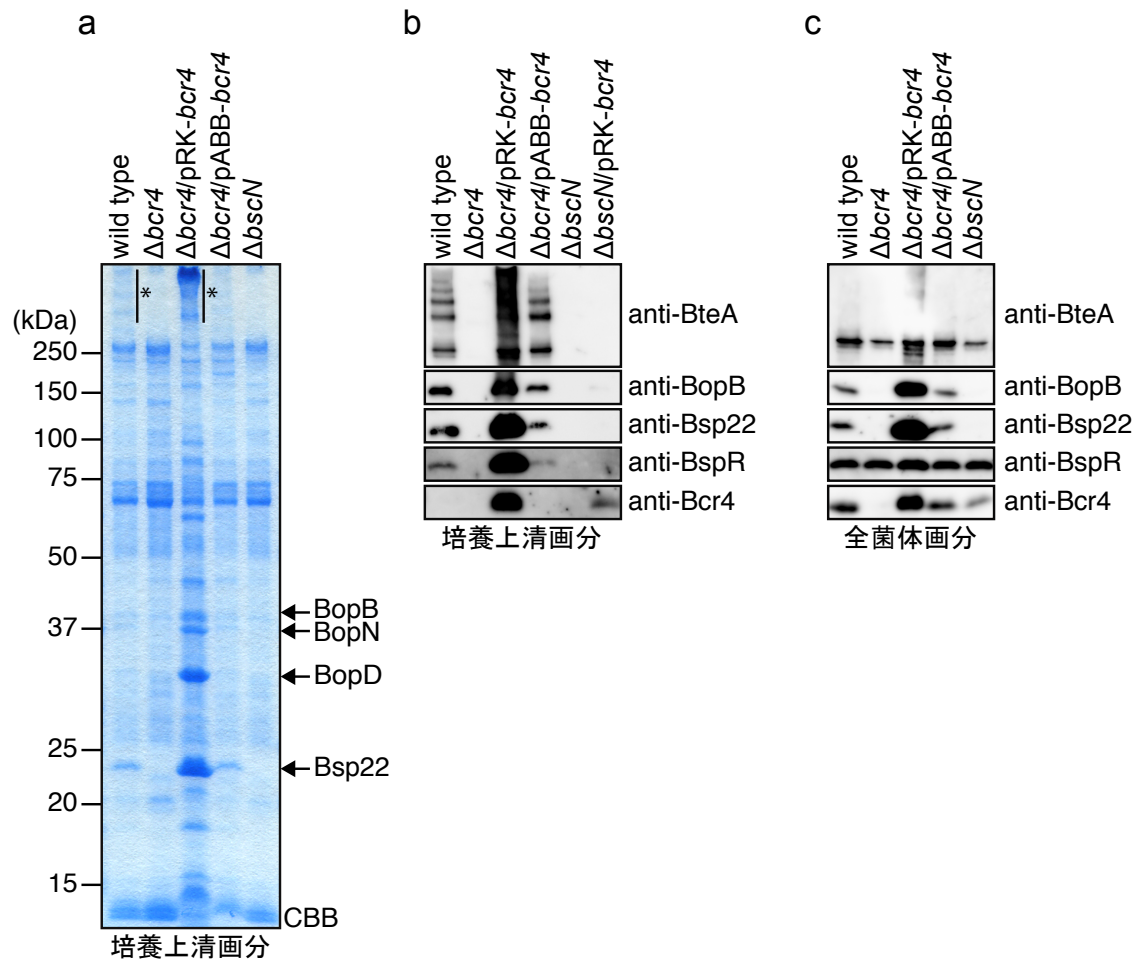 a
wild type
Δbcr4
Δbcr4/pRK-bcr4
Δbcr4/pABB-bcr4
ΔbscN
*
*
(kDa)
250
150
100
75
50
37
25
20
15
BopB
BopN
BopD
Bsp22
CBB
培養上清画分
b
wild type
Δbcr4
Δbcr4/pRK-bcr4
Δbcr4/pABB-bcr4
ΔbscN
ΔbscN/pRK-bcr4
anti-BteA
anti-BopB
anti-Bsp22
anti-BspR
anti-Bcr4
培養上清画分
c
wild type
Δbcr4
Δbcr4/pRK-bcr4
Δbcr4/pABB-bcr4
ΔbscN
anti-BteA
anti-BopB
anti-Bsp22
anti-BspR
anti-Bcr4
全菌体画分